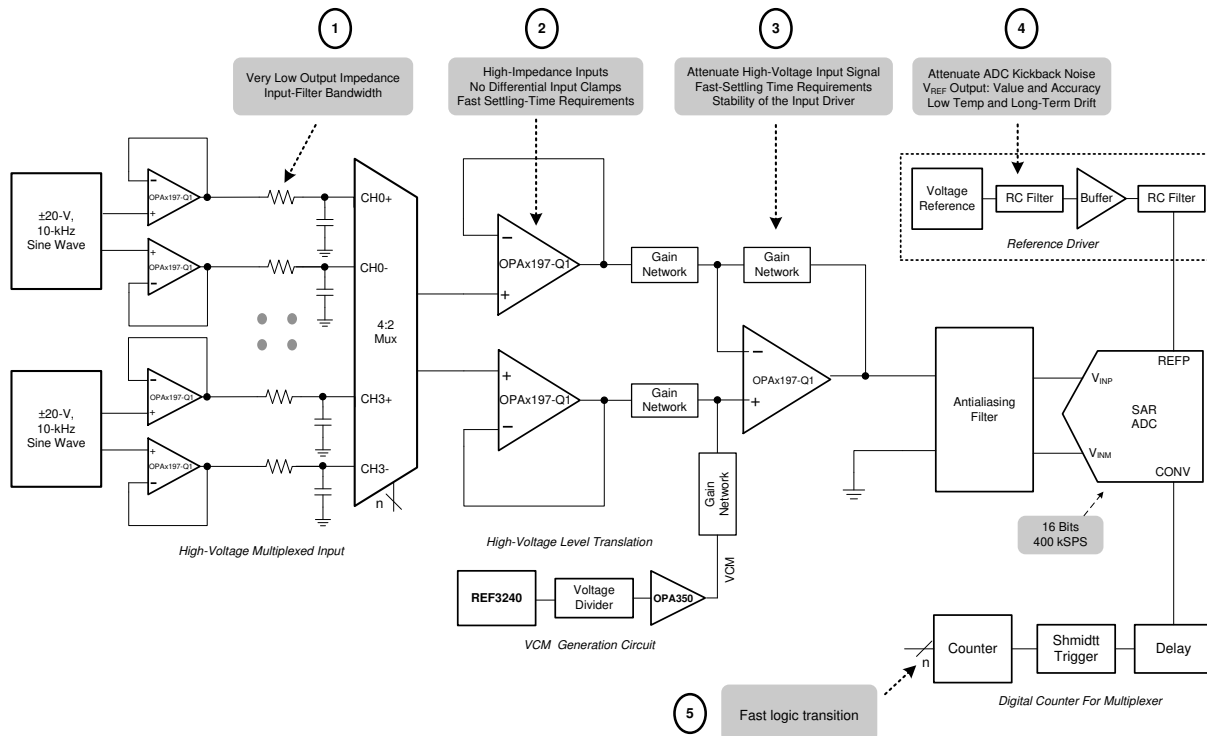 1
Very Low Output Impedance
Input-Filter Bandwidth
2
High-Impedance Inputs
No Differential Input Clamps
Fast Settling-Time Requirements
3
Attenuate High-Voltage Input Signal
Fast-Settling Time Requirements
Stability of the Input Driver
4
Attenuate ADC Kickback Noise
VREF Output: Value and Accuracy
Low Temp and Long-Term Drift
±20-V,
10-kHz
Sine Wave
−
OPAx197-Q1
+
+
OPAx197-Q1
−
CH0+
CH0-
4:2
Mux
±20-V,
10-kHz
Sine Wave
−
OPAx197-Q1
+
+
OPAx197-Q1
−
CH3+
CH3-
n
High-Voltage Multiplexed Input
−
OPAx197-Q1
+
+
OPAx197-Q1
−
High-Voltage Level Translation
Gain
Network
Gain
Network
−
OPAx197-Q1
+
Gain
Network
Gain
Network
VCM
REF3240
Voltage
Divider
OPA350
VCM Generation Circuit
Voltage
Reference
RC Filter
Buffer
RC Filter
Reference Driver
Antialiasing
Filter
REFP
VINP
SAR
ADC
VINM
CONV
16 Bits
400 kSPS
n
Counter
Shmidtt
Trigger
Delay
Digital Counter For Multiplexer
5
Fast logic transition